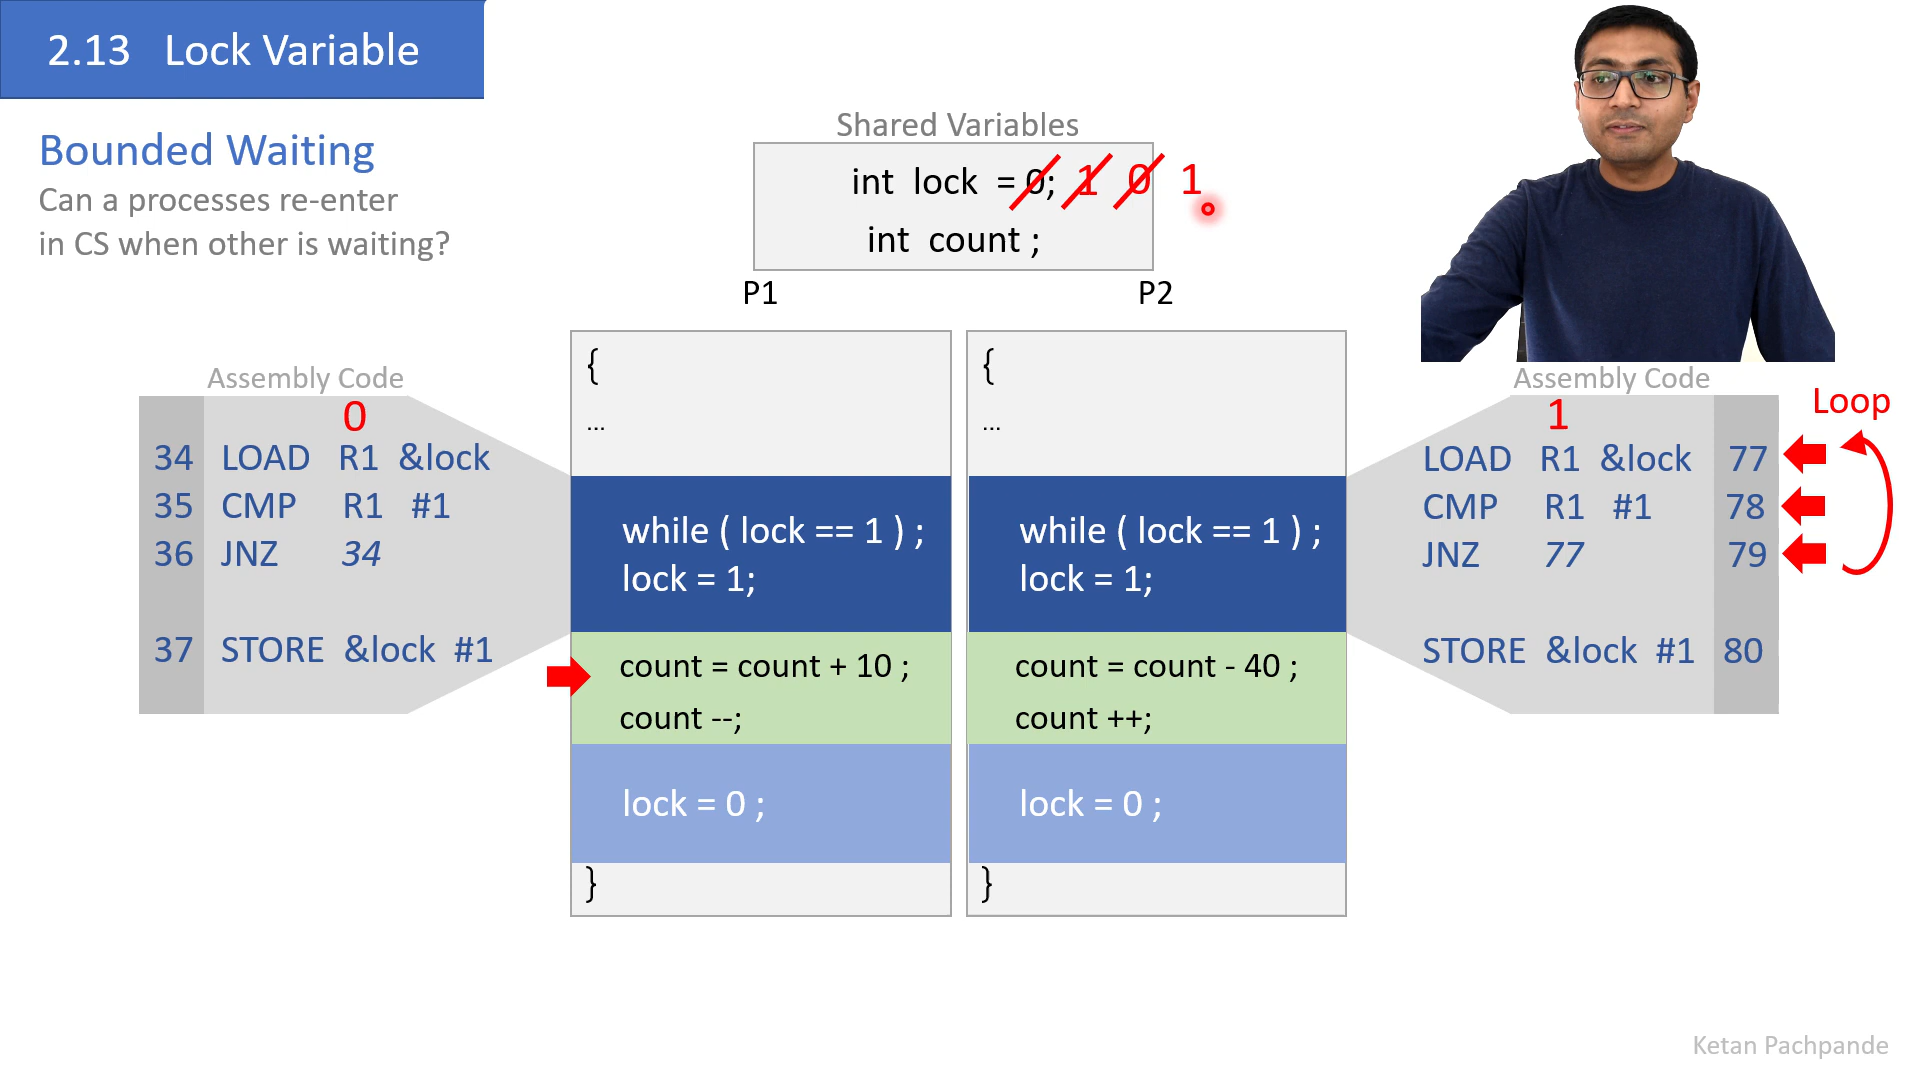 2.13 Lock Variable
Bounded Waiting
Can a processes re-enter
in CS when other is waiting?
Shared Variables
int lock = 0; 1 0 1
int count ;
P1
P2
Assembly Code
0
34 LOAD R1 &lock
35 CMP R1 #1
36 JNZ 34
37 STORE &lock #1
{
...
while ( lock == 1 ) ;
lock = 1;
count = count + 10 ;
count --;
lock = 0 ;
}
{
...
while ( lock == 1 ) ;
lock = 1;
count = count - 40 ;
count ++;
lock = 0 ;
}
Assembly Code
1
Loop
LOAD R1 &lock 77
CMP R1 #1 78
JNZ 77 79
STORE &lock #1 80
Ketan Pachpande